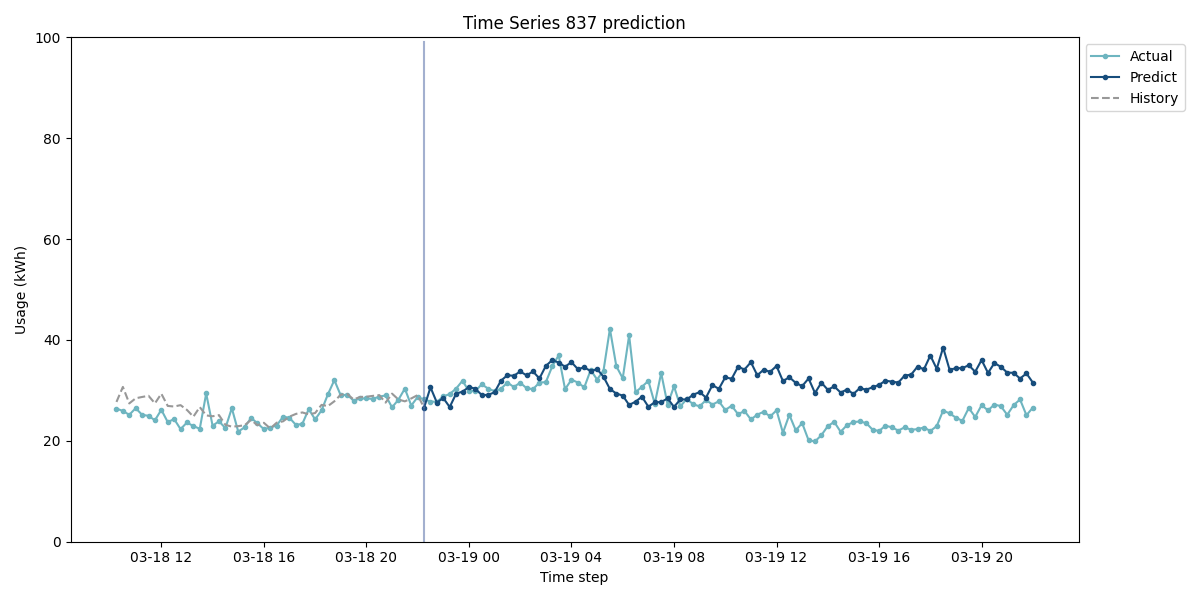 Time Series 837 prediction
100
80
60
40
20
0
Usage (kWh)
03-18 12
03-18 16
03-18 20
03-19 00
03-19 04
03-19 08
03-19 12
03-19 16
03-19 20
Time step
Actual
Predict
History